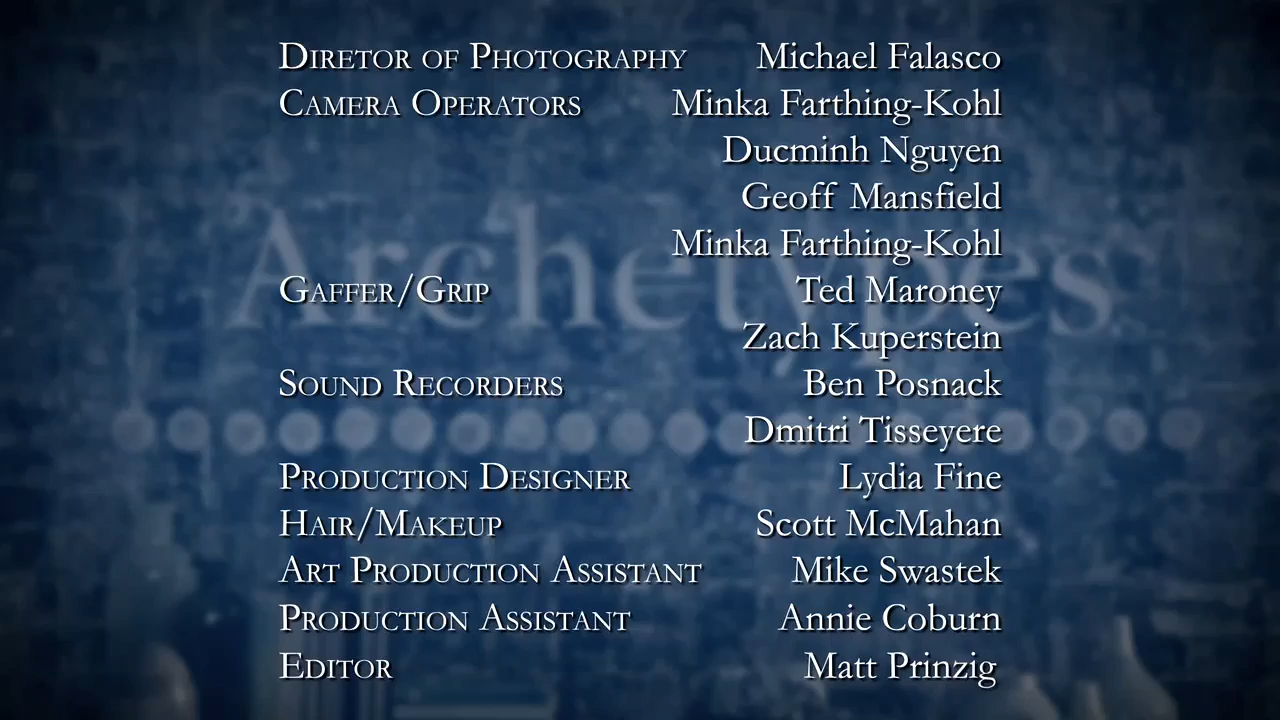 Diretor of Photography Michael Falasco
Camera Operators Minka Farthing-Kohl
Ducminh Nguyen
Geoff Mansfield
Minka Farthing-Kohl
Archetypes
Gaffer/Grip Ted Maroney
Zach Kuperstein
Sound Recorders Ben Posnack
Dmitri Tisseyere
Production Designer Lydia Fine
Hair/Makeup Scott McMahan
Art Production Assistant Mike Swastek
Production Assistant Annie Coburn
Editor Matt Prinzig